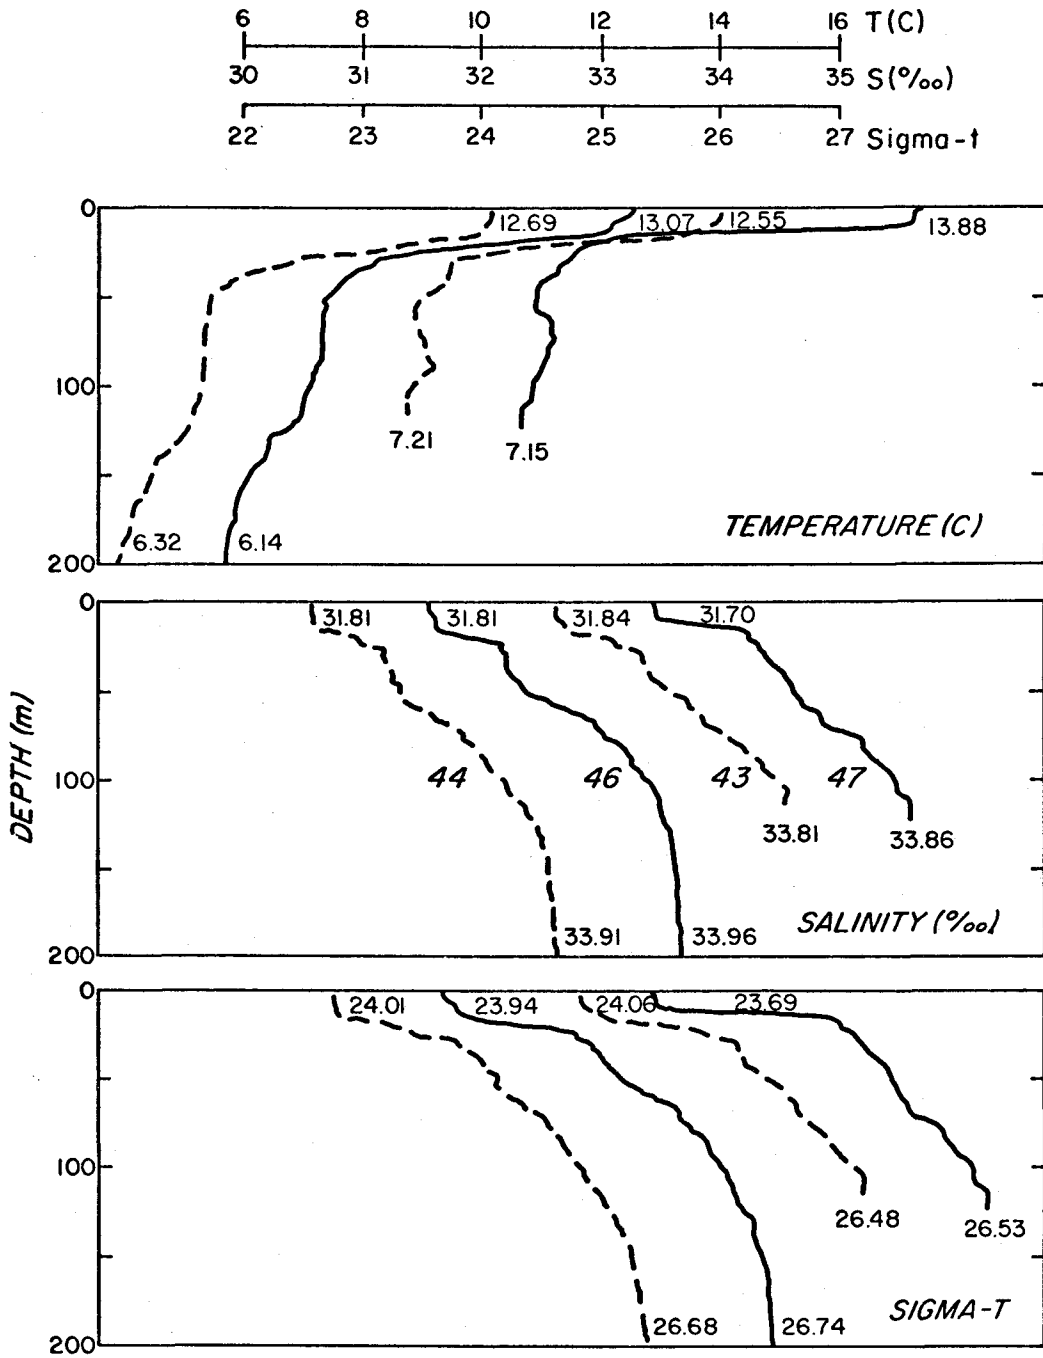 6 8 10 12 14 16 T(C)
30 31 32 33 34 35 S(‰)
22 23 24 25 26 27 Sigma-t
0
12.69 13.07 12.55 13.88
100
7.21 7.15
TEMPERATURE (C)
6.32 6.14
200
0
31.81 31.81 31.84 31.70
DEPTH (m)
100
44 46 43 47
33.81 33.86
SALINITY (‰)
33.91 33.96
200
0
24.01 23.94 24.06 23.69
100
26.48 26.53
SIGMA-T
26.68 26.74
200